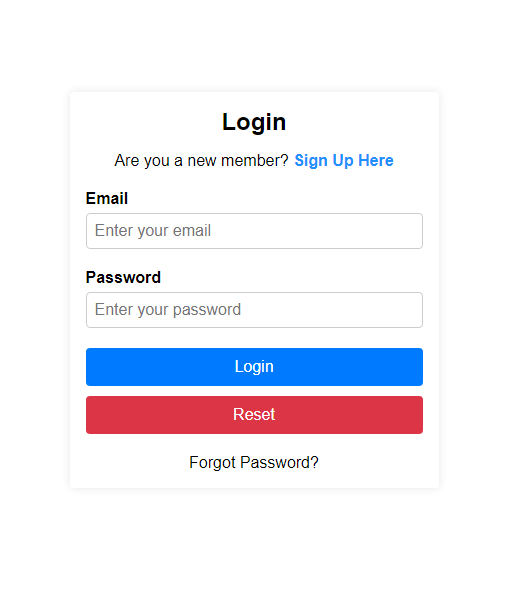 Login
Are you a new member? Sign Up Here
Email
Enter your email
Password
Enter your password
Login
Reset
Forgot Password?